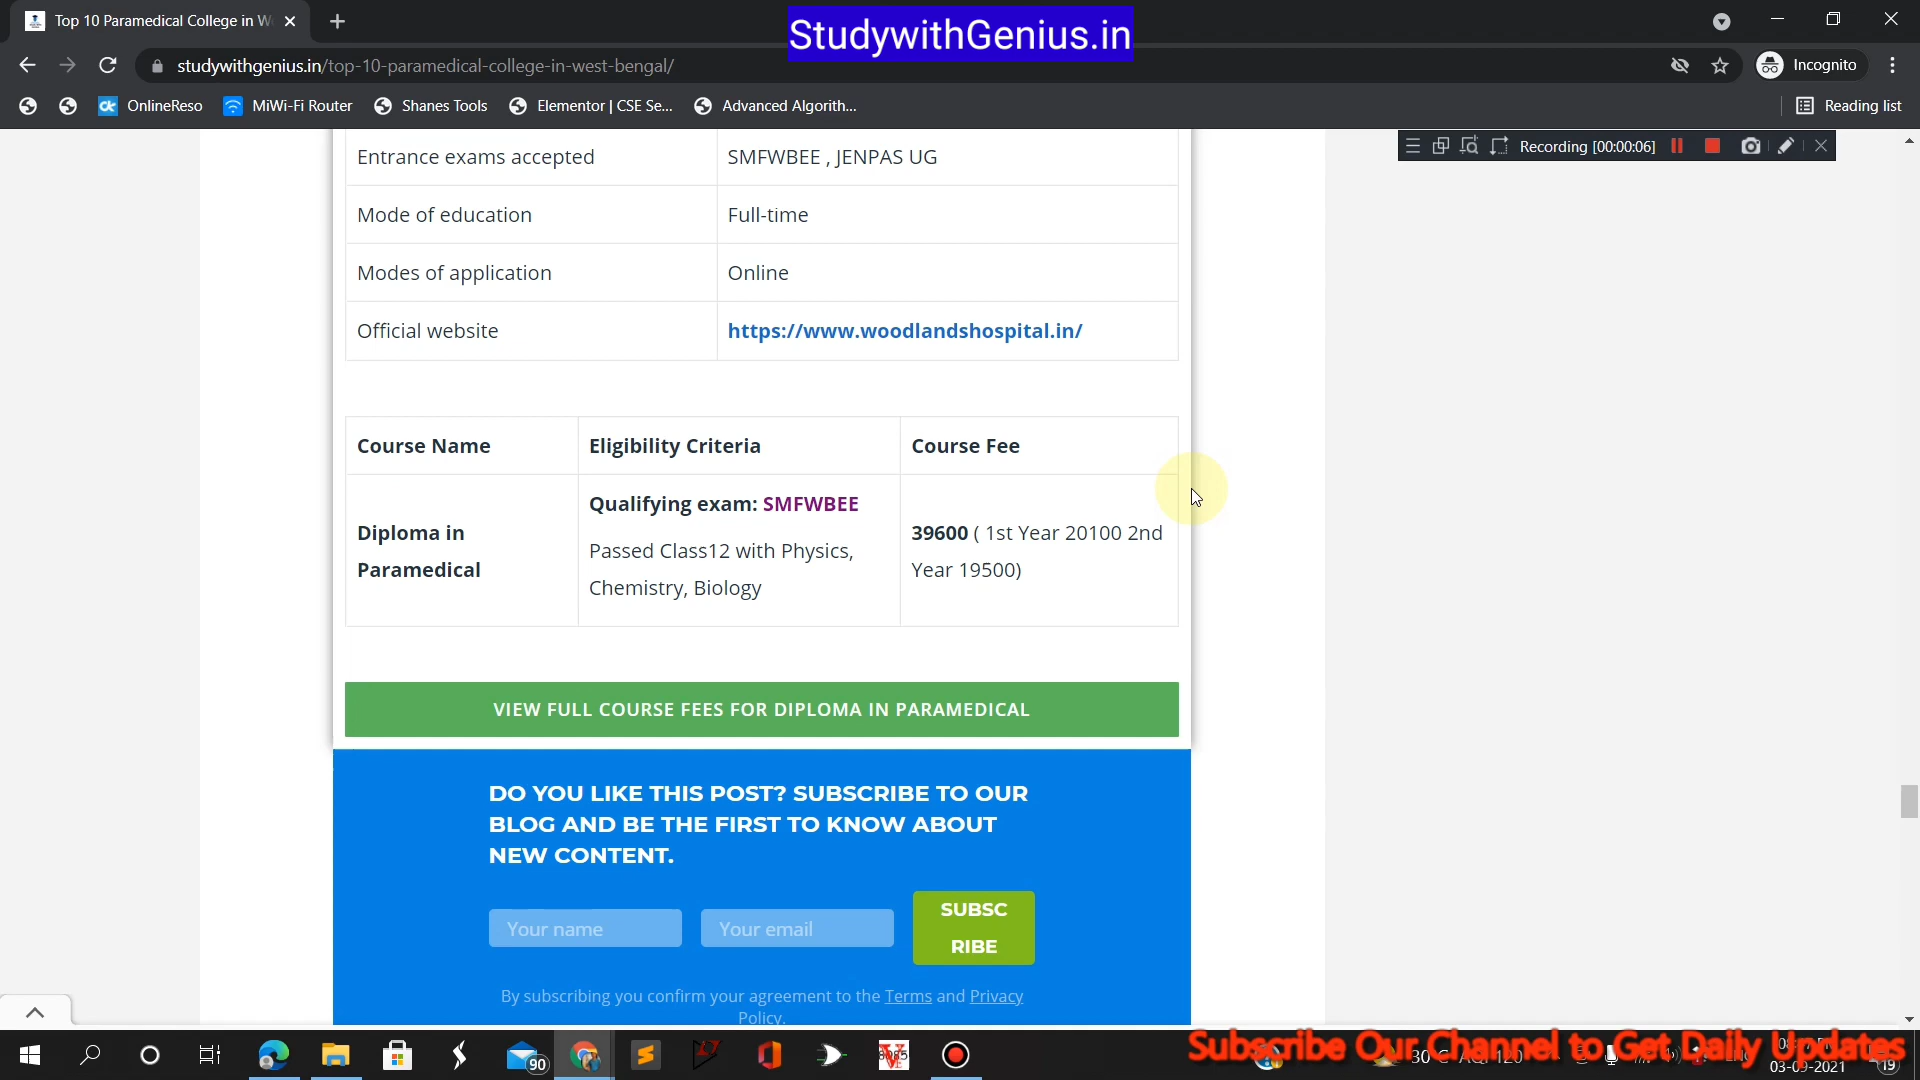 Top 10 Paramedical College in W
StudywithGenius.in
studywithgenius.in/top-10-paramedical-college-in-west-bengal/
Incognito
OnlineReso
MiWi-Fi Router
Shanes Tools
Elementor | CSE Se...
Advanced Algorith...
Reading list
Recording [00:00:06]
Entrance exams accepted
SMFWBEE , JENPAS UG
Mode of education
Full-time
Modes of application
Online
Official website
https://www.woodlandshospital.in/
Course Name
Eligibility Criteria
Course Fee
Diploma in
Paramedical
Qualifying exam: SMFWBEE
Passed Class12 with Physics,
Chemistry, Biology
39600 ( 1st Year 20100 2nd
Year 19500)
VIEW FULL COURSE FEES FOR DIPLOMA IN PARAMEDICAL
DO YOU LIKE THIS POST? SUBSCRIBE TO OUR
BLOG AND BE THE FIRST TO KNOW ABOUT
NEW CONTENT.
Your name
Your email
SUBSC
RIBE
By subscribing you confirm your agreement to the Terms and Privacy
Policy.
90
Subscribe Our Channel to Get Daily Updates
30°C AQI 120
03-09-2021
19